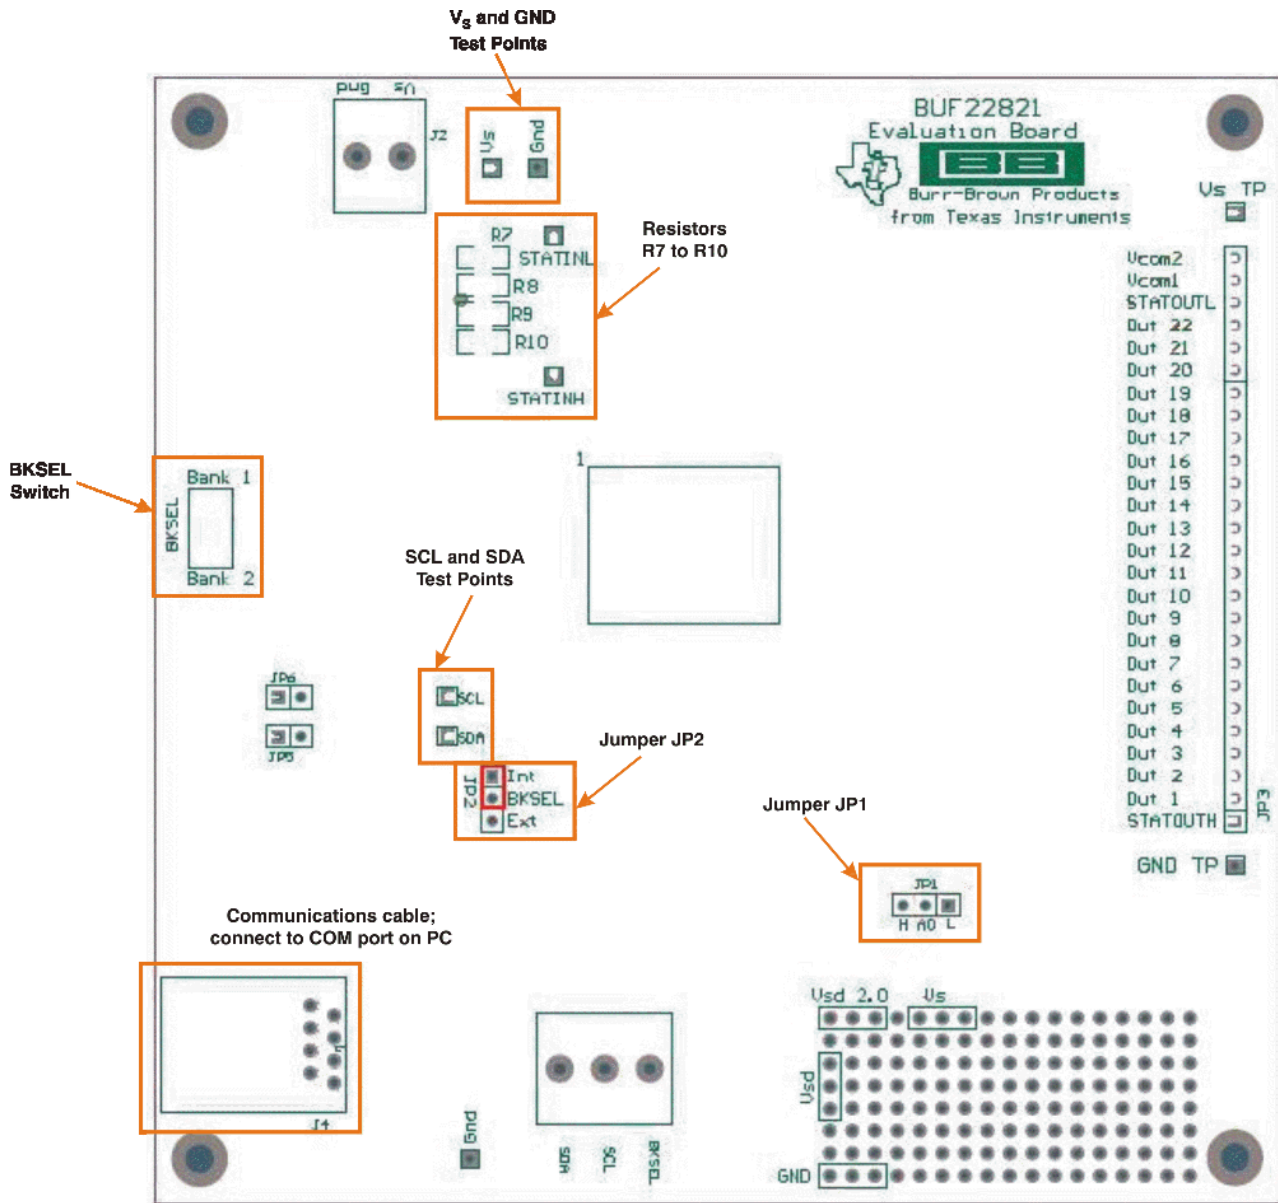 V_S and GND
Test Points
Gnd Vs
J2
Vs
Gnd
BUF22821
Evaluation Board
BB
Burr-Brown Products
from Texas Instruments
Vs TP
R7
STATINL
R8
R9
R10
STATINH
Resistors
R7 to R10
Vcom2
Vcom1
STATOUTL
Out 22
Out 21
Out 20
Out 19
Out 18
Out 17
Out 16
Out 15
Out 14
Out 13
Out 12
Out 11
Out 10
Out 9
Out 8
Out 7
Out 6
Out 5
Out 4
Out 3
Out 2
Out 1
STATOUTH
JP3
GND TP
BKSEL
Switch
Bank 1
BKSEL
Bank 2
1
SCL and SDA
Test Points
JP6
JP5
SCL
SDA
Jumper JP2
JP2
Int
BKSEL
Ext
Jumper JP1
JP1
H A0 L
Communications cable;
connect to COM port on PC
J4
Gnd
SDA
SCL
BKSEL
Vsd 2.0 Vs
Vsd
GND